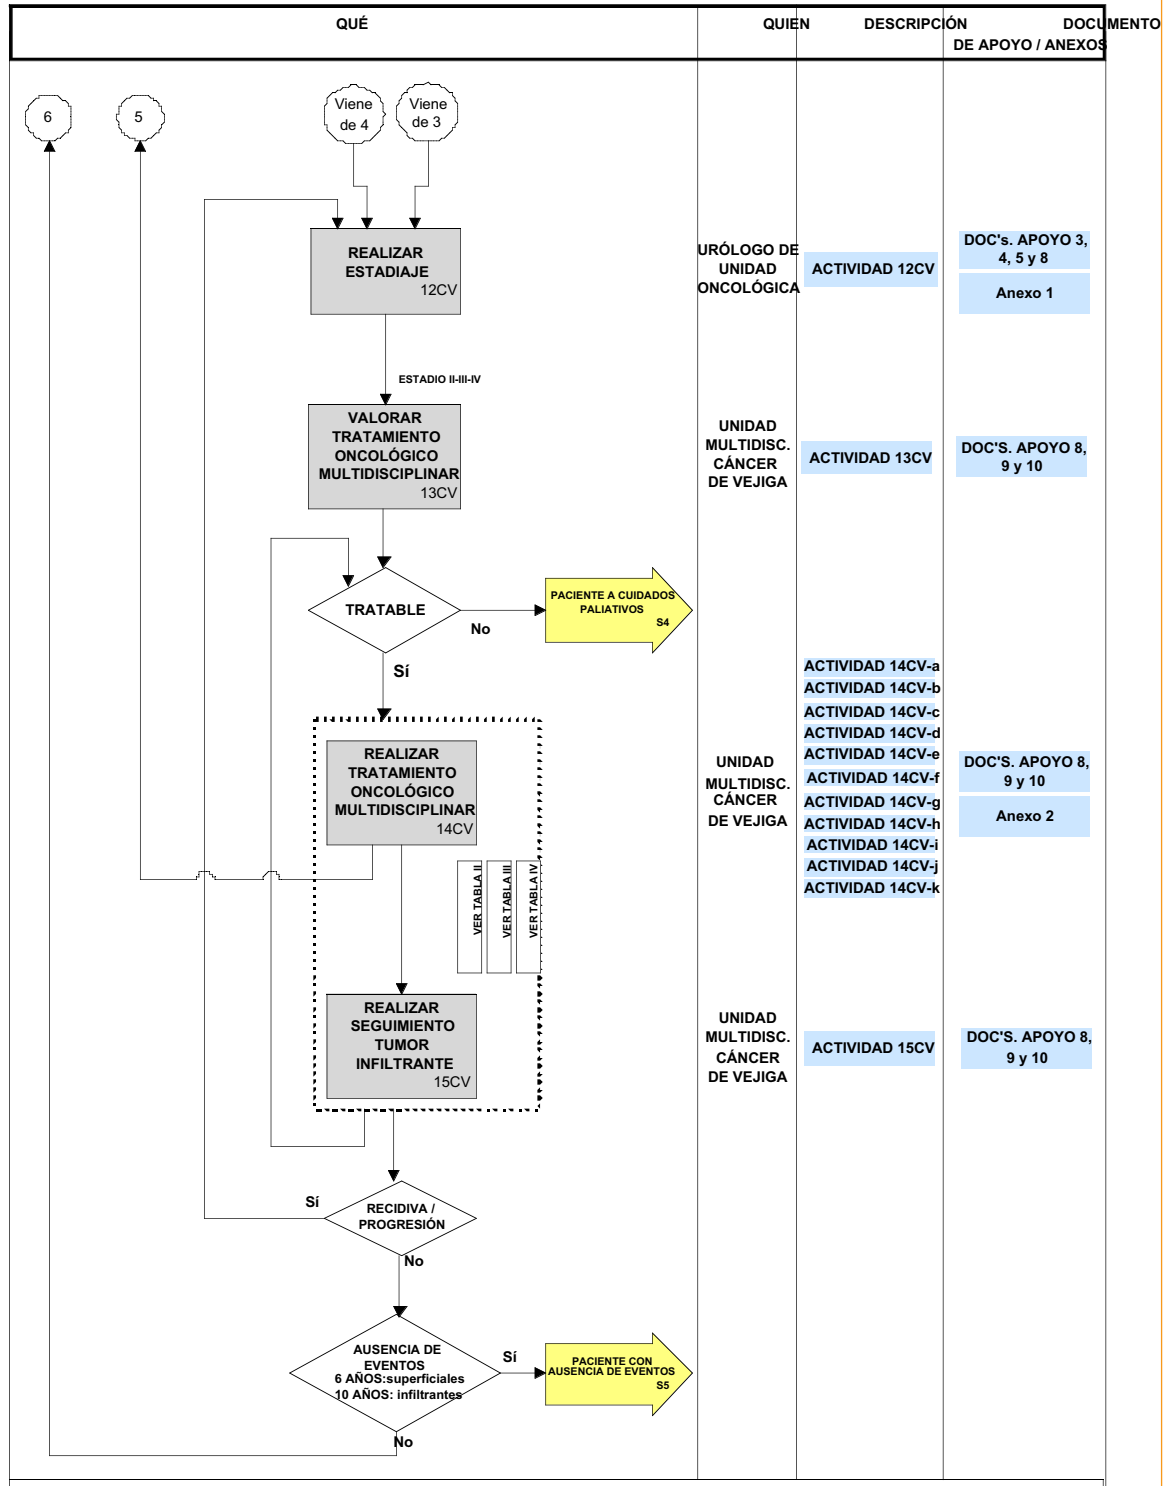 QUÉ
QUIEN
DESCRIPCIÓN
DOCUMENTO
DE APOYO / ANEXOS
6
5
Viene
de 4
Viene
de 3
REALIZAR
ESTADIAJE
12CV
URÓLOGO DE
UNIDAD
ONCOLÓGICA
ACTIVIDAD 12CV
DOC's. APOYO 3,
4, 5 y 8
Anexo 1
ESTADIO II-III-IV
VALORAR
TRATAMIENTO
ONCOLÓGICO
MULTIDISCIPLINAR
13CV
UNIDAD
MULTIDISC.
CÁNCER
DE VEJIGA
ACTIVIDAD 13CV
DOC'S. APOYO 8,
9 y 10
TRATABLE
No
PACIENTE A CUIDADOS
PALIATIVOS
S4
Sí
REALIZAR
TRATAMIENTO
ONCOLÓGICO
MULTIDISCIPLINAR
14CV
UNIDAD
MULTIDISC.
CÁNCER
DE VEJIGA
ACTIVIDAD 14CV-a
ACTIVIDAD 14CV-b
ACTIVIDAD 14CV-c
ACTIVIDAD 14CV-d
ACTIVIDAD 14CV-e
ACTIVIDAD 14CV-f
ACTIVIDAD 14CV-g
ACTIVIDAD 14CV-h
ACTIVIDAD 14CV-i
ACTIVIDAD 14CV-j
ACTIVIDAD 14CV-k
DOC'S. APOYO 8,
9 y 10
Anexo 2
VER TABLA II
VER TABLA III
VER TABLA IV
REALIZAR
SEGUIMIENTO
TUMOR
INFILTRANTE
15CV
UNIDAD
MULTIDISC.
CÁNCER
DE VEJIGA
ACTIVIDAD 15CV
DOC'S. APOYO 8,
9 y 10
Sí
RECIDIVA /
PROGRESIÓN
No
AUSENCIA DE
EVENTOS
6 AÑOS:superficiales
10 AÑOS: infiltrantes
Sí
PACIENTE CON
AUSENCIA DE EVENTOS
S5
No